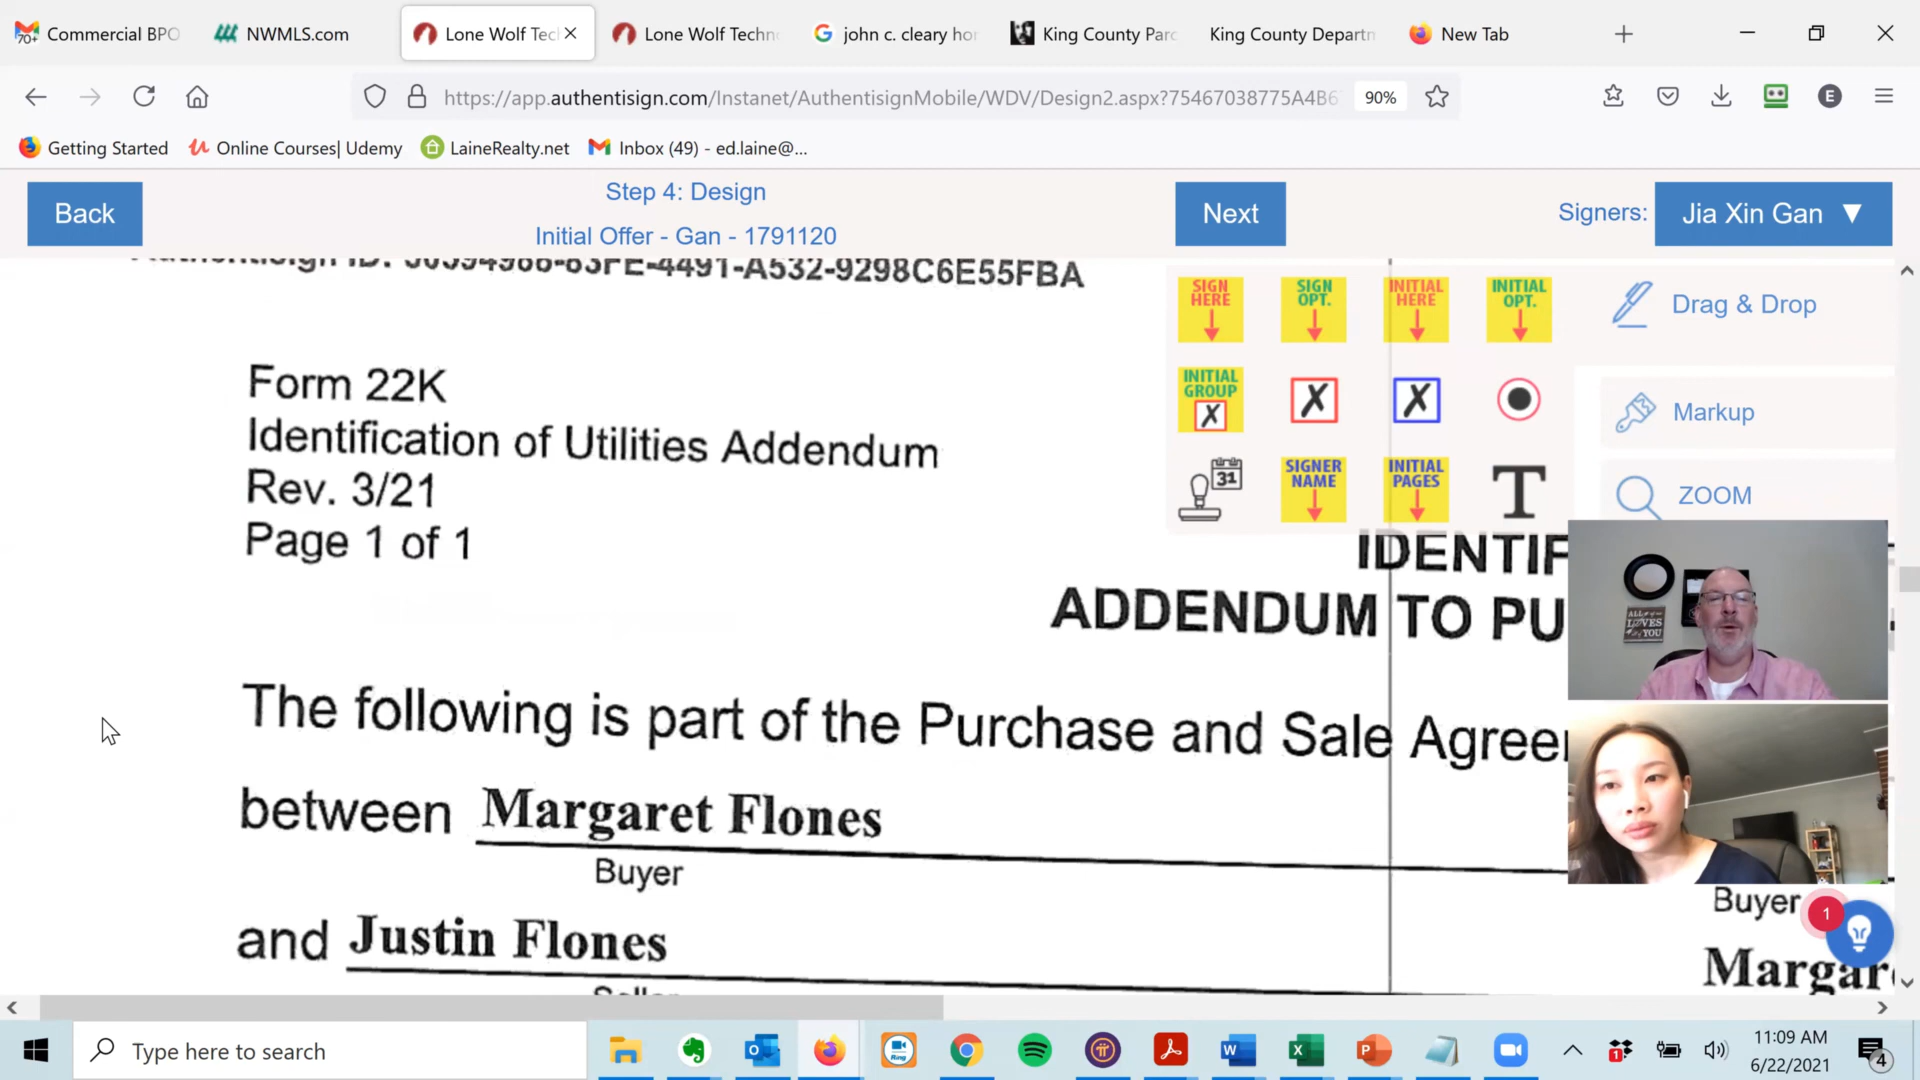 70+
Commercial BPO
NWMLS.com
Lone Wolf Tec
Lone Wolf Techn
john c. cleary ho
King County Parc
King County Departm
New Tab
https://app.authentisign.com/Instanet/AuthentisignMobile/WDV/Design2.aspx?75467038775A4B6
90%
E
Getting Started
Online Courses| Udemy
LaineRealty.net
Inbox (49) - ed.laine@...
Back
Step 4: Design
Initial Offer - Gan - 1791120
Next
Signers:
Jia Xin Gan ▼
SIGN HERE
SIGN OPT.
INITIAL HERE
INITIAL OPT.
Drag & Drop
INITIAL GROUP
Markup
31
SIGNER NAME
INITIAL PAGES
T
ZOOM
Form 22K
Identification of Utilities Addendum
Rev. 3/21
Page 1 of 1
IDENTIF
ADDENDUM TO PU
The following is part of the Purchase and Sale Agree
between Margaret Flones
Buyer
Buyer
and Justin Flones
Margar
1
Type here to search
Ring
11:09 AM
6/22/2021
4